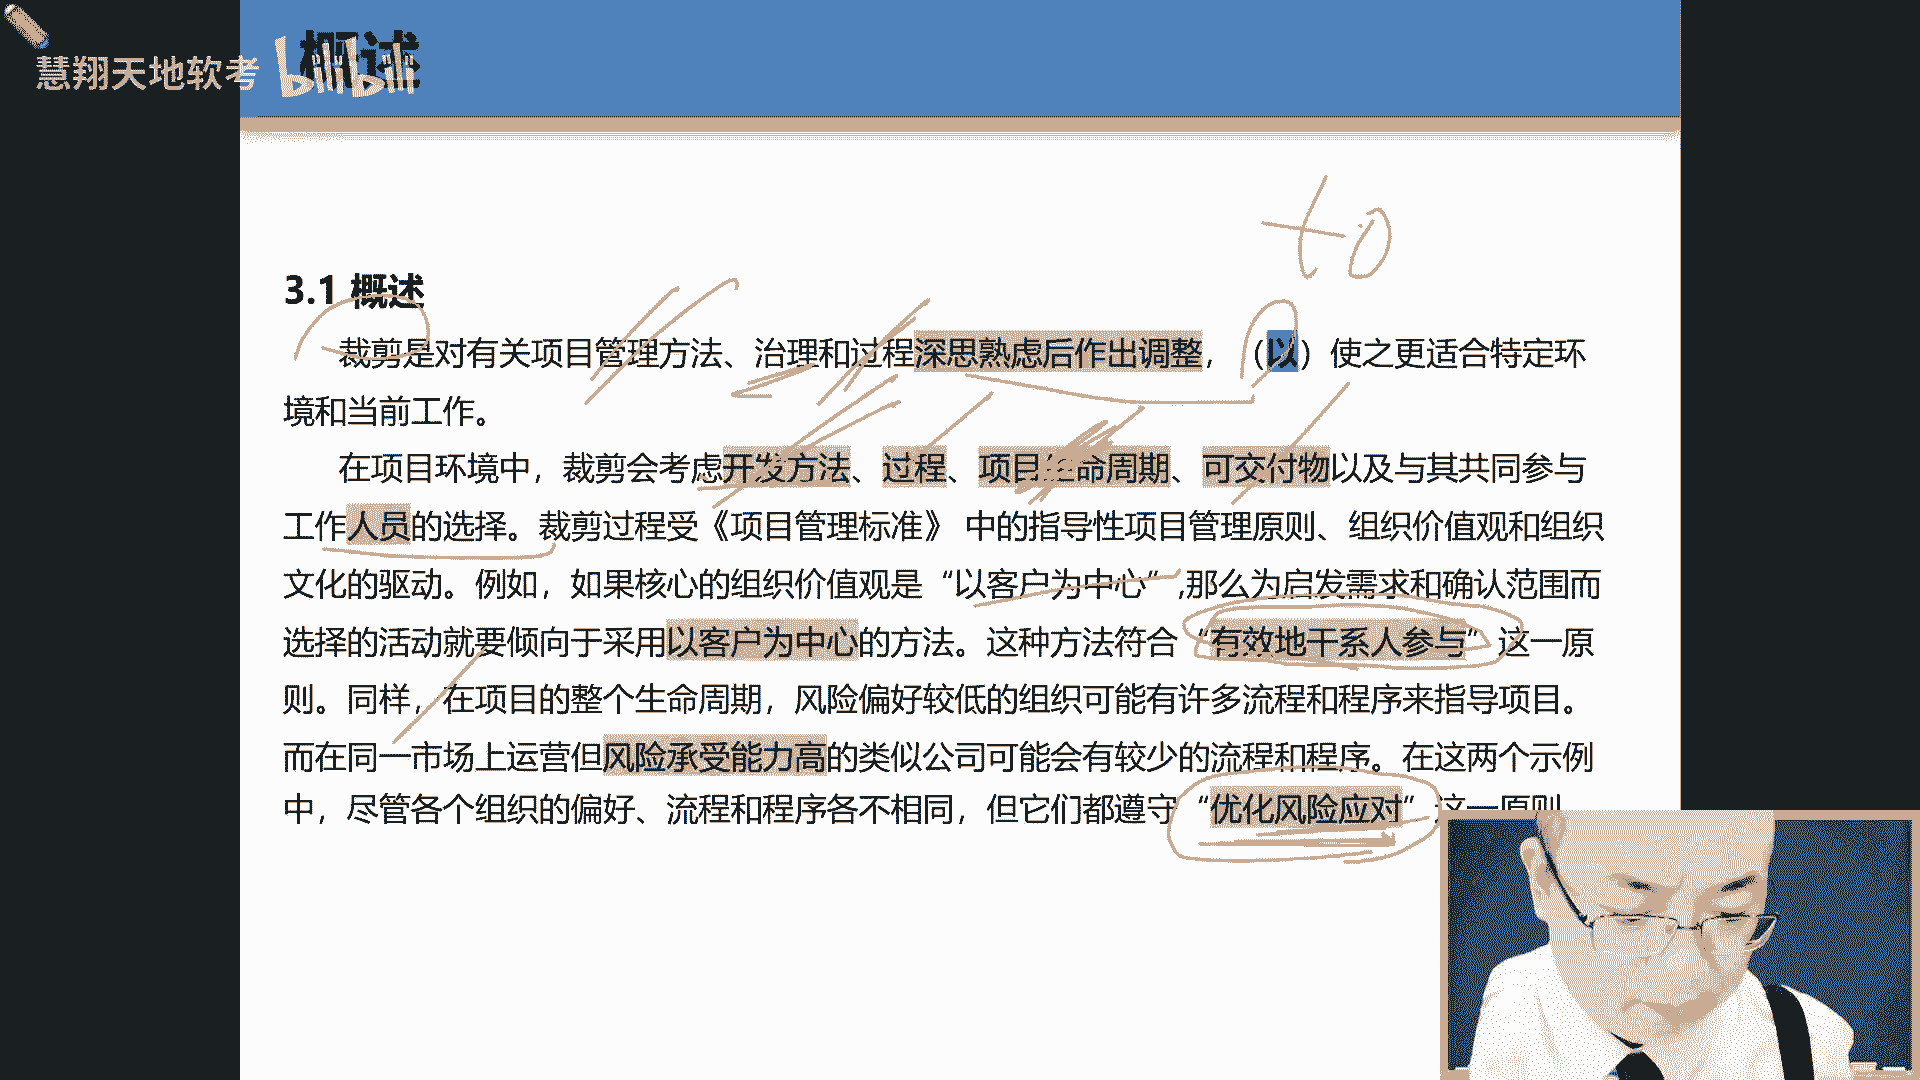 慧翔天地软考
bilibili
概述
to
3.1 概述
裁剪是对有关项目管理方法、治理和过程深思熟虑后作出调整，（以）使之更适合特定环
境和当前工作。
在项目环境中，裁剪会考虑开发方法、过程、项目生命周期、可交付物以及与其共同参与
工作人员的选择。裁剪过程受《项目管理标准》 中的指导性项目管理原则、组织价值观和组织
文化的驱动。例如，如果核心的组织价值观是“以客户为中心”,那么为启发需求和确认范围而
选择的活动就要倾向于采用以客户为中心的方法。这种方法符合“有效地干系人参与”这一原
则。同样，在项目的整个生命周期，风险偏好较低的组织可能有许多流程和程序来指导项目。
而在同一市场上运营但风险承受能力高的类似公司可能会有较少的流程和程序。在这两个示例
中，尽管各个组织的偏好、流程和程序各不相同，但它们都遵守“优化风险应对”这一原则